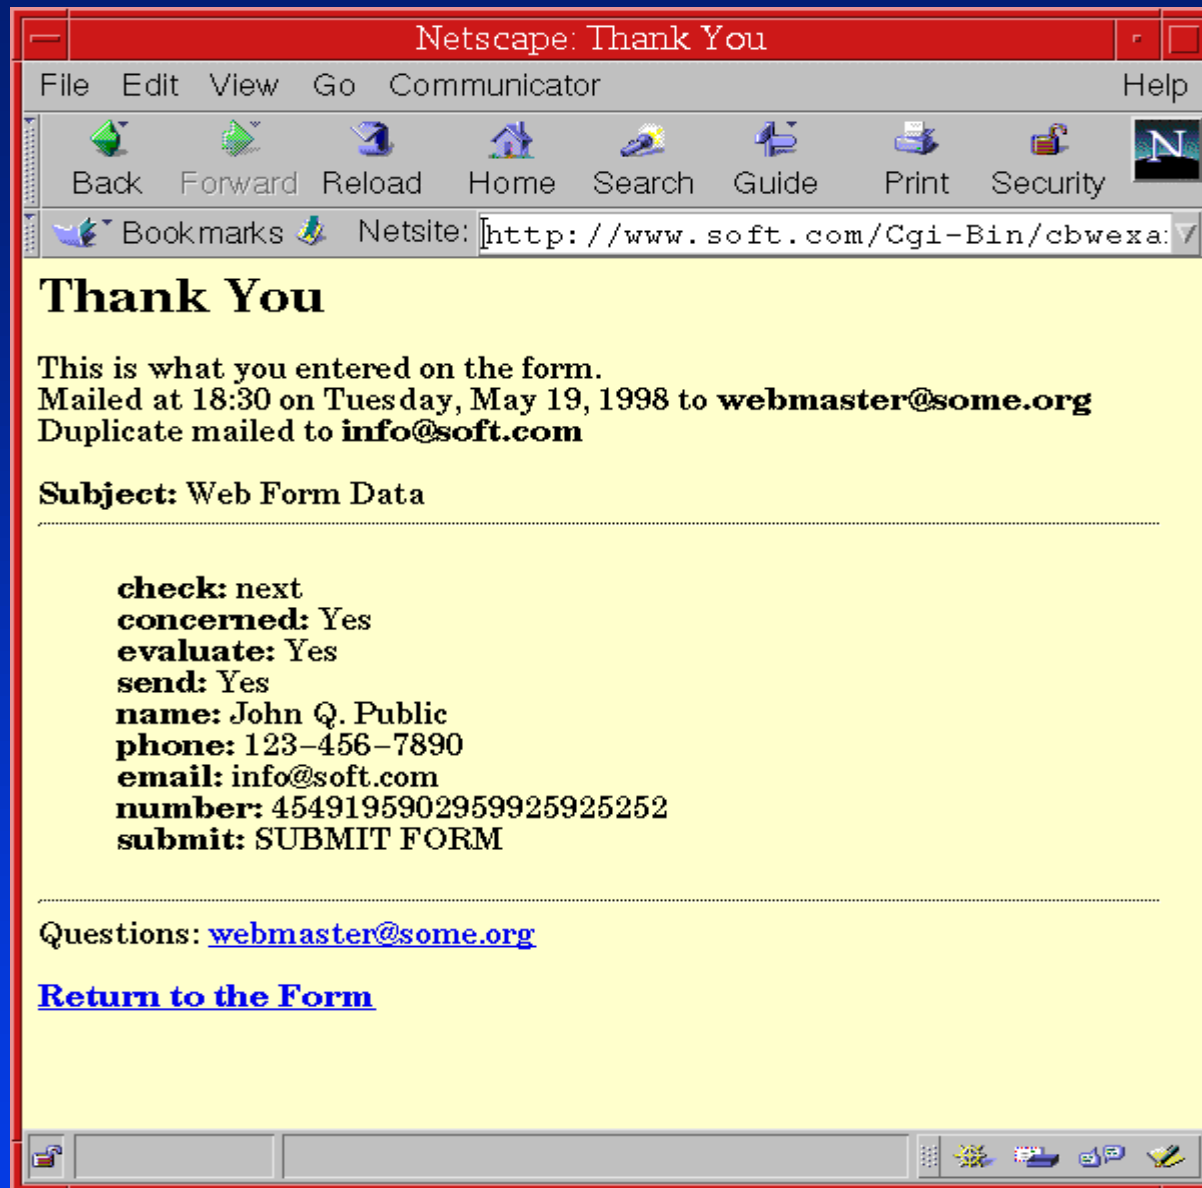 Netscape: Thank You
File Edit View Go Communicator Help
Back Forward Reload Home Search Guide Print Security N
Bookmarks Netsite: http://www.soft.com/Cgi-Bin/cbwexa
Thank You
This is what you entered on the form.
Mailed at 18:30 on Tuesday, May 19, 1998 to webmaster@some.org
Duplicate mailed to info@soft.com
Subject: Web Form Data
check: next
concerned: Yes
evaluate: Yes
send: Yes
name: John Q. Public
phone: 123-456-7890
email: info@soft.com
number: 4549195902959925925252
submit: SUBMIT FORM
Questions: webmaster@some.org
Return to the Form